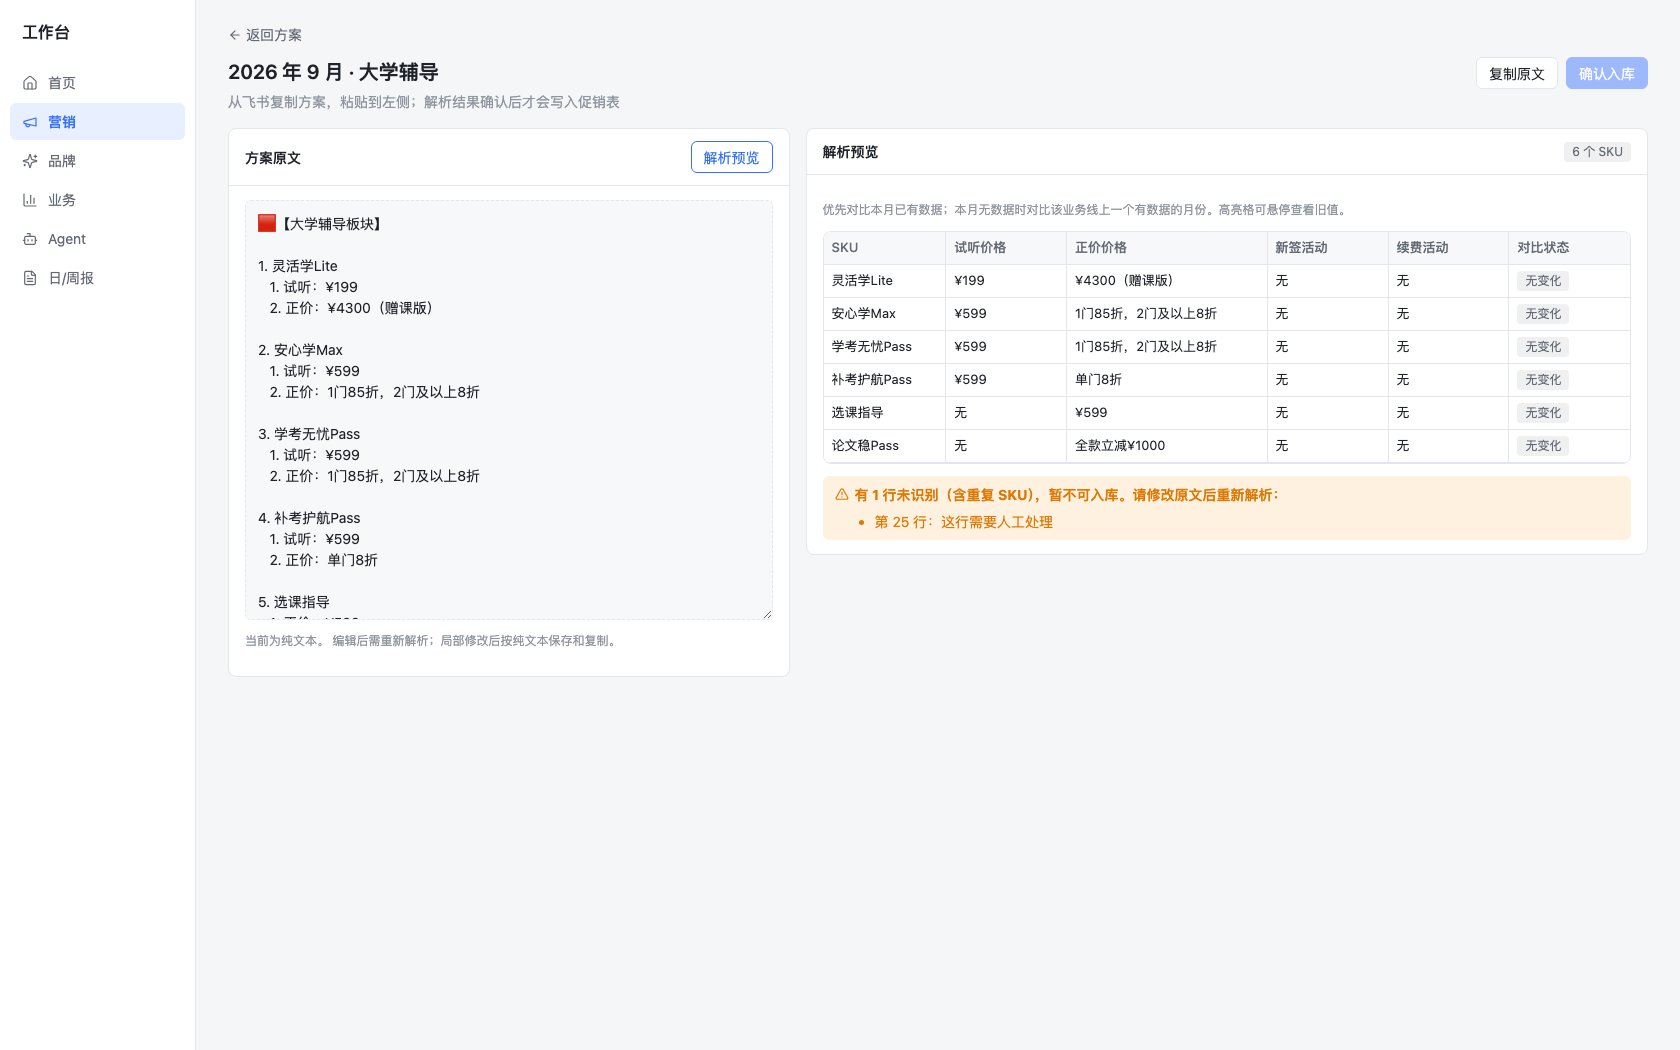 工作台
首页
营销
品牌
业务
Agent
日/周报
← 返回方案
2026 年 9 月 · 大学辅导
从飞书复制方案，粘贴到左侧；解析结果确认后才会写入促销表
复制原文
确认入库
方案原文
解析预览
【大学辅导板块】
1. 灵活学Lite
1. 试听：¥199
2. 正价：¥4300（赠课版）
2. 安心学Max
1. 试听：¥599
2. 正价：1门85折，2门及以上8折
3. 学考无忧Pass
1. 试听：¥599
2. 正价：1门85折，2门及以上8折
4. 补考护航Pass
1. 试听：¥599
2. 正价：单门8折
5. 选课指导
当前为纯文本。 编辑后需重新解析；局部修改后按纯文本保存和复制。
解析预览
6 个 SKU
优先对比本月已有数据；本月无数据时对比该业务线上一个有数据的月份。高亮格可悬停查看旧值。
SKU 试听价格 正价价格 新签活动 续费活动 对比状态
灵活学Lite ¥199 ¥4300（赠课版） 无 无 无变化
安心学Max ¥599 1门85折，2门及以上8折 无 无 无变化
学考无忧Pass ¥599 1门85折，2门及以上8折 无 无 无变化
补考护航Pass ¥599 单门8折 无 无 无变化
选课指导 无 ¥599 无 无 无变化
论文稳Pass 无 全款立减¥1000 无 无 无变化
有 1 行未识别（含重复 SKU），暂不可入库。请修改原文后重新解析：
• 第 25 行：这行需要人工处理